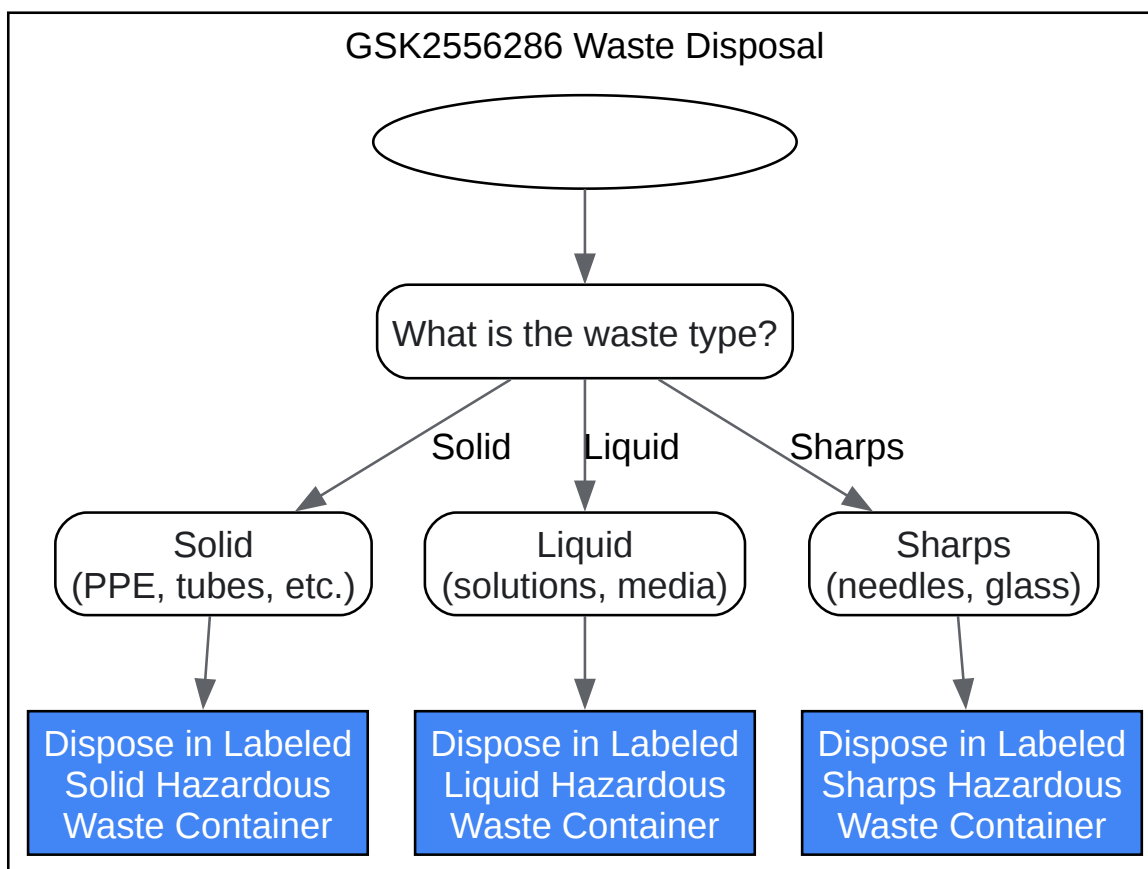 GSK2556286 Waste Disposal
What is the waste type?
Solid
Liquid
Sharps
Solid
(PPE, tubes, etc.)
Liquid
(solutions, media)
Sharps
(needles, glass)
Dispose in Labeled
Solid Hazardous
Waste Container
Dispose in Labeled
Liquid Hazardous
Waste Container
Dispose in Labeled
Sharps Hazardous
Waste Container